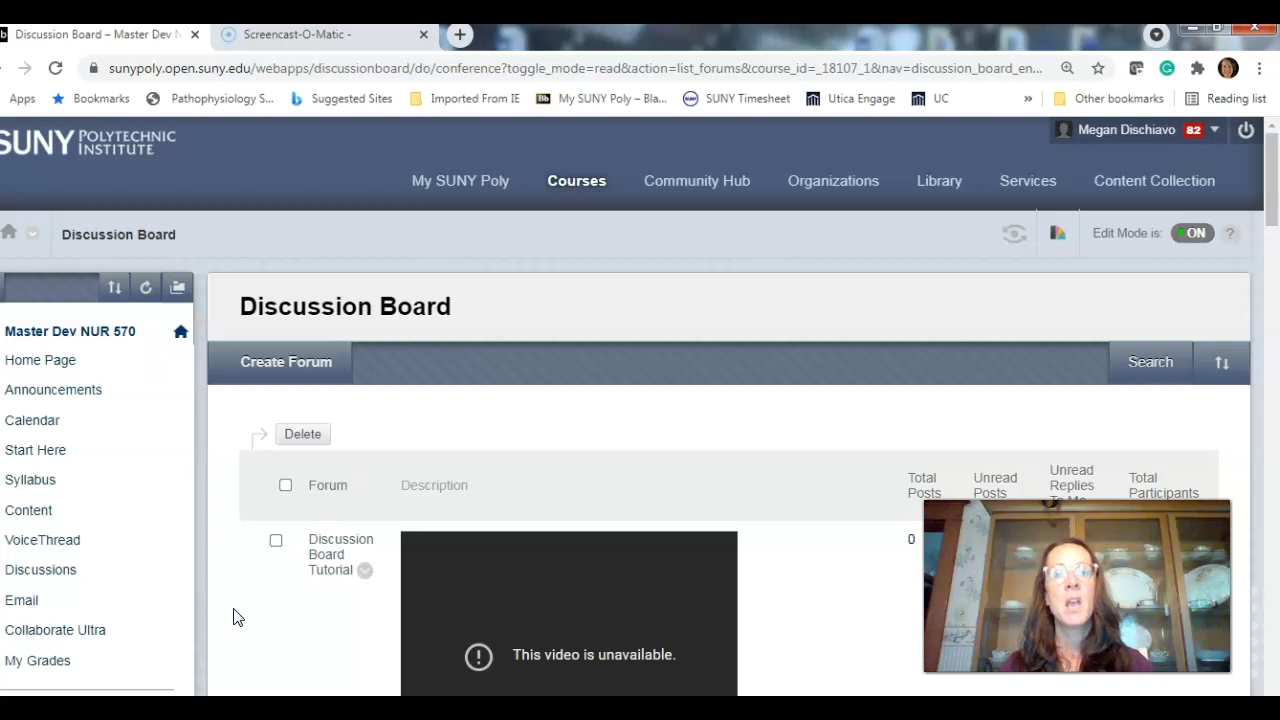 Discussion Board – Master Dev N
Screencast-O-Matic -
sunypoly.open.suny.edu/webapps/discussionboard/do/conference?toggle_mode=read&action=list_forums&course_id=_18107_1&nav=discussion_board_en...
Apps Bookmarks Pathophysiology S... Suggested Sites Imported From IE My SUNY Poly – Bla... SUNY Timesheet Utica Engage UC » Other bookmarks Reading list
SUNY POLYTECHNIC INSTITUTE
Megan Dischiavo 82
My SUNY Poly Courses Community Hub Organizations Library Services Content Collection
Discussion Board
Edit Mode is: ON ?
Master Dev NUR 570
Home Page
Announcements
Calendar
Start Here
Syllabus
Content
VoiceThread
Discussions
Email
Collaborate Ultra
My Grades
Discussion Board
Create Forum
Search
Delete
Forum Description Total Posts Unread Posts Unread Replies To Me Total Participants
Discussion Board Tutorial
This video is unavailable.
0